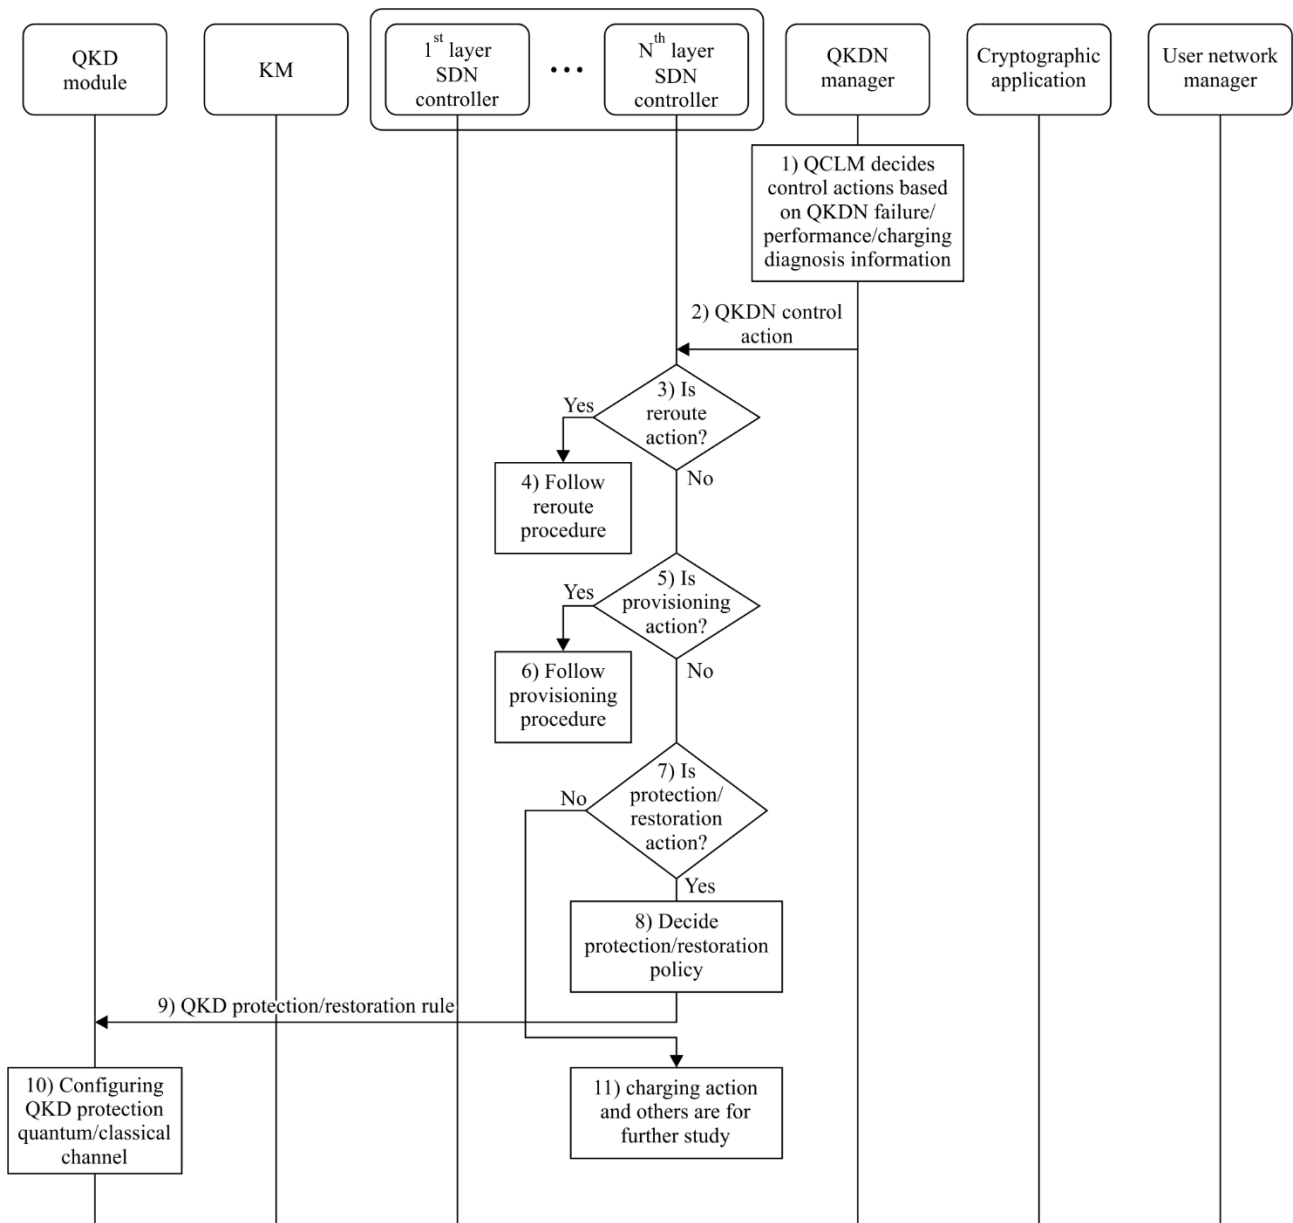 QKD
module
KM
1st layer
SDN
controller
•••
Nth layer
SDN
controller
QKDN
manager
Cryptographic
application
User network
manager
1) QCLM decides
control actions based
on QKDN failure/
performance/charging
diagnosis information
2) QKDN control
action
3) Is
reroute
action?
Yes
No
4) Follow
reroute
procedure
5) Is
provisioning
action?
Yes
No
6) Follow
provisioning
procedure
7) Is
protection/
restoration
action?
No
Yes
8) Decide
protection/restoration
policy
9) QKD protection/restoration rule
10) Configuring
QKD protection
quantum/classical
channel
11) charging action
and others are for
further study